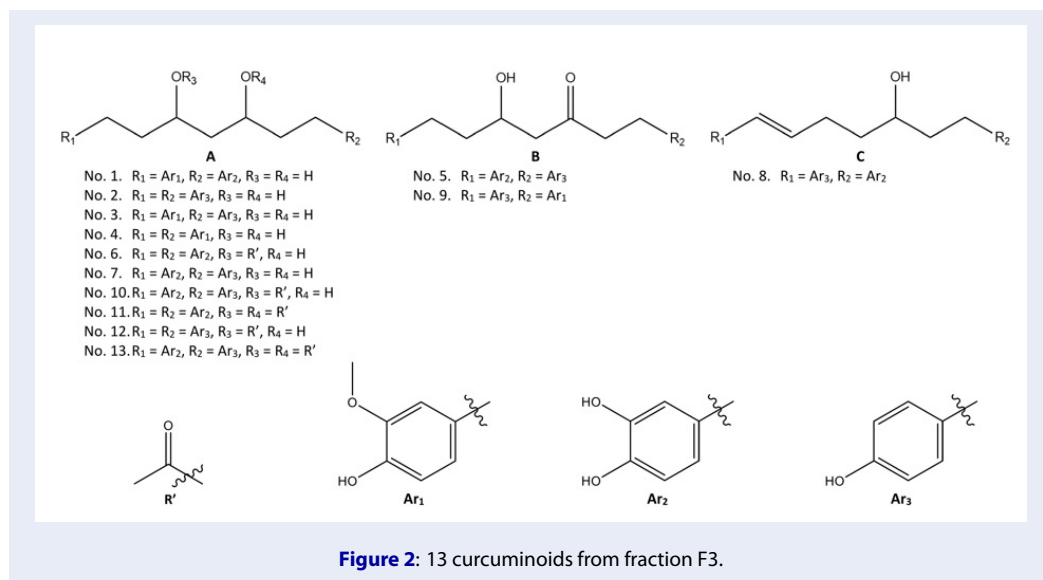 OR₃ OR₄ OH O OH
R₁ R₂ R₁ R₂ R₁ R₂
A B C
No. 1. R₁ = Ar₁, R₂ = Ar₂, R₃ = R₄ = H No. 5. R₁ = Ar₂, R₂ = Ar₃ No. 8. R₁ = Ar₃, R₂ = Ar₂
No. 2. R₁ = R₂ = Ar₃, R₃ = R₄ = H No. 9. R₁ = Ar₃, R₂ = Ar₁
No. 3. R₁ = Ar₁, R₂ = Ar₃, R₃ = R₄ = H
No. 4. R₁ = R₂ = Ar₁, R₃ = R₄ = H
No. 6. R₁ = R₂ = Ar₂, R₃ = R’, R₄ = H
No. 7. R₁ = Ar₂, R₂ = Ar₃, R₃ = R₄ = H
No. 10. R₁ = Ar₂, R₂ = Ar₃, R₃ = R’, R₄ = H
No. 11. R₁ = R₂ = Ar₂, R₃ = R₄ = R’
No. 12. R₁ = R₂ = Ar₃, R₃ = R’, R₄ = H
No. 13. R₁ = Ar₂, R₂ = Ar₃, R₃ = R₄ = R’
O O HO
HO HO HO
R’ Ar₁ Ar₂ Ar₃
Figure 2: 13 curcuminoids from fraction F3.